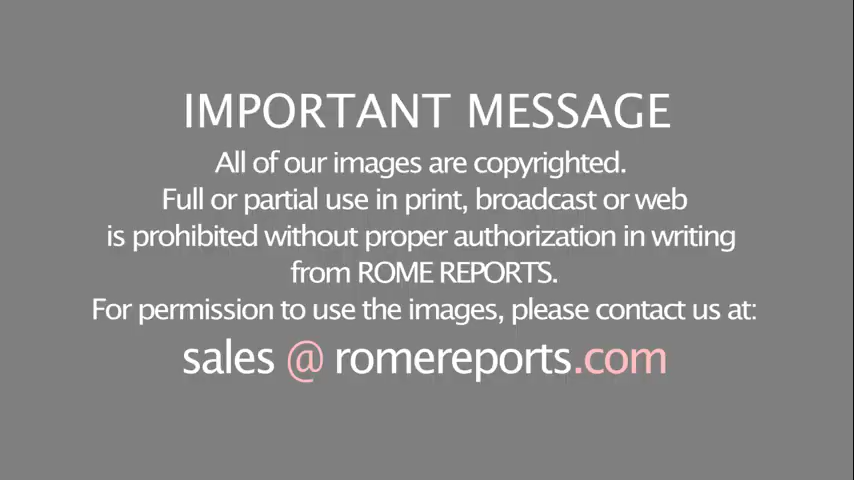 IMPORTANT MESSAGE
All of our images are copyrighted.
Full or partial use in print, broadcast or web
is prohibited without proper authorization in writing
from ROME REPORTS.
For permission to use the images, please contact us at:
sales @ romereports.com